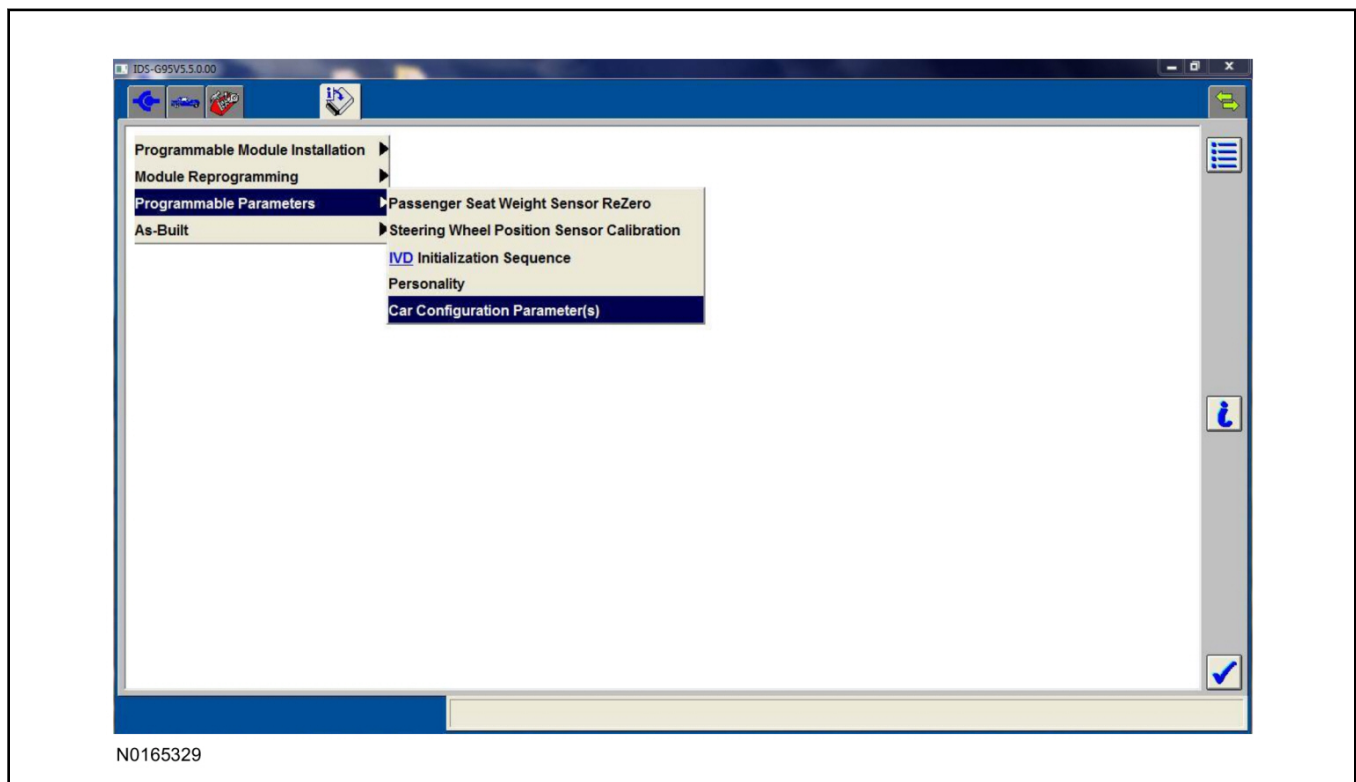 IDS-G95V5.5.0.00
Programmable Module Installation
Module Reprogramming
Programmable Parameters
As-Built
Passenger Seat Weight Sensor ReZero
Steering Wheel Position Sensor Calibration
IVD Initialization Sequence
Personality
Car Configuration Parameter(s)
N0165329